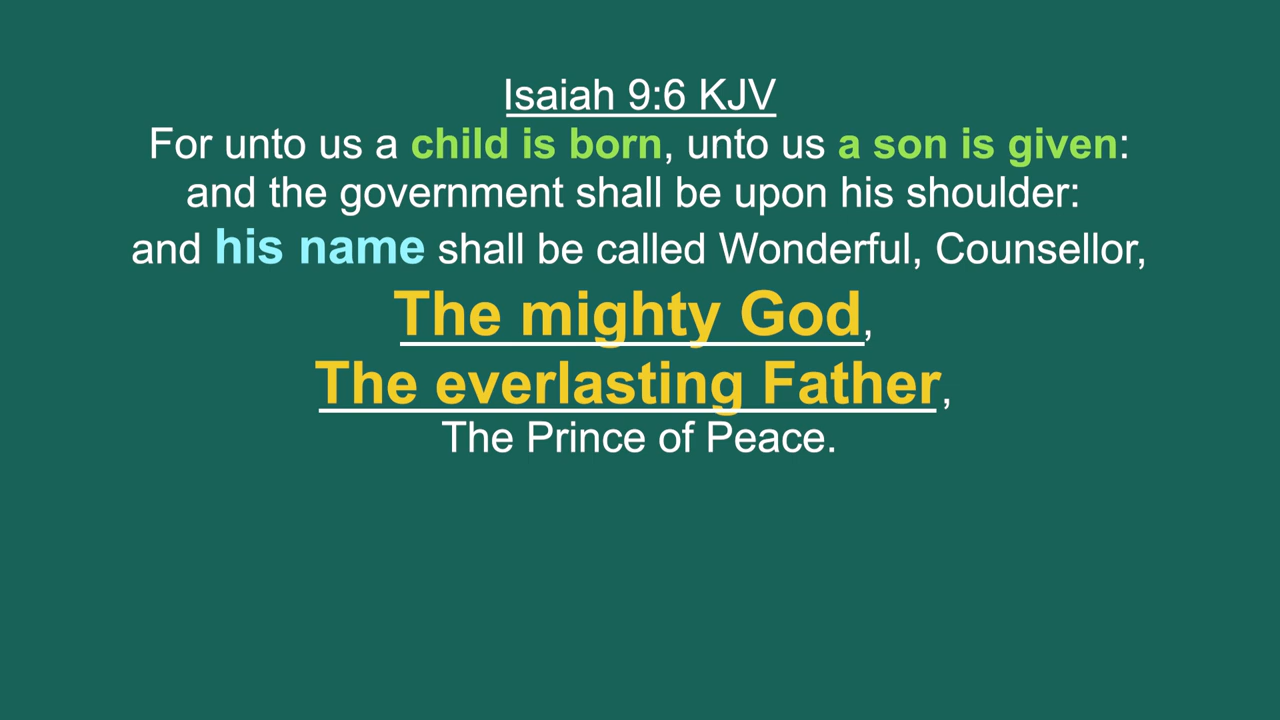 Isaiah 9:6 KJV
For unto us a child is born, unto us a son is given:
and the government shall be upon his shoulder:
and his name shall be called Wonderful, Counsellor,
The mighty God,
The everlasting Father,
The Prince of Peace.